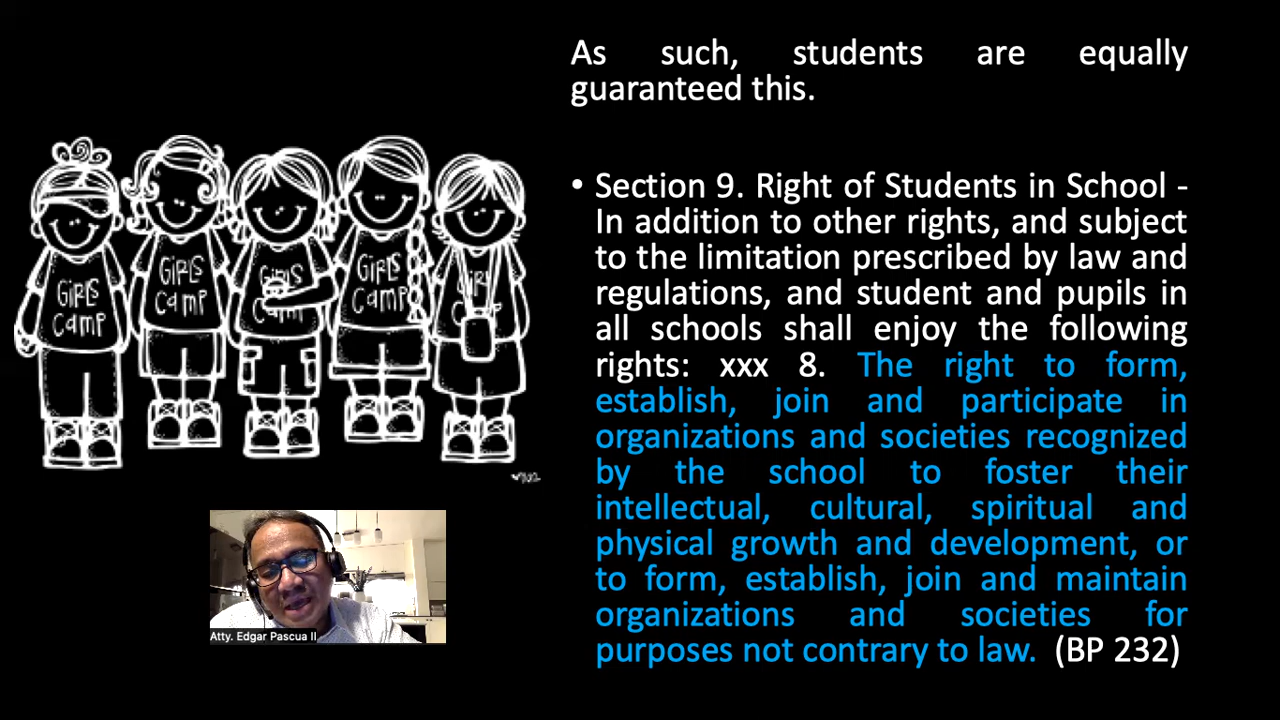 As such, students are equally
guaranteed this.
• Section 9. Right of Students in School -
In addition to other rights, and subject
to the limitation prescribed by law and
regulations, and student and pupils in
all schools shall enjoy the following
rights: xxx 8. The right to form,
establish, join and participate in
organizations and societies recognized
by the school to foster their
intellectual, cultural, spiritual and
physical growth and development, or
to form, establish, join and maintain
organizations and societies for
purposes not contrary to law. (BP 232)
GIRLS
Camp
GIRLS
Camp
GIRLS
Camp
GIRLS
Camp
Atty. Edgar Pascua II